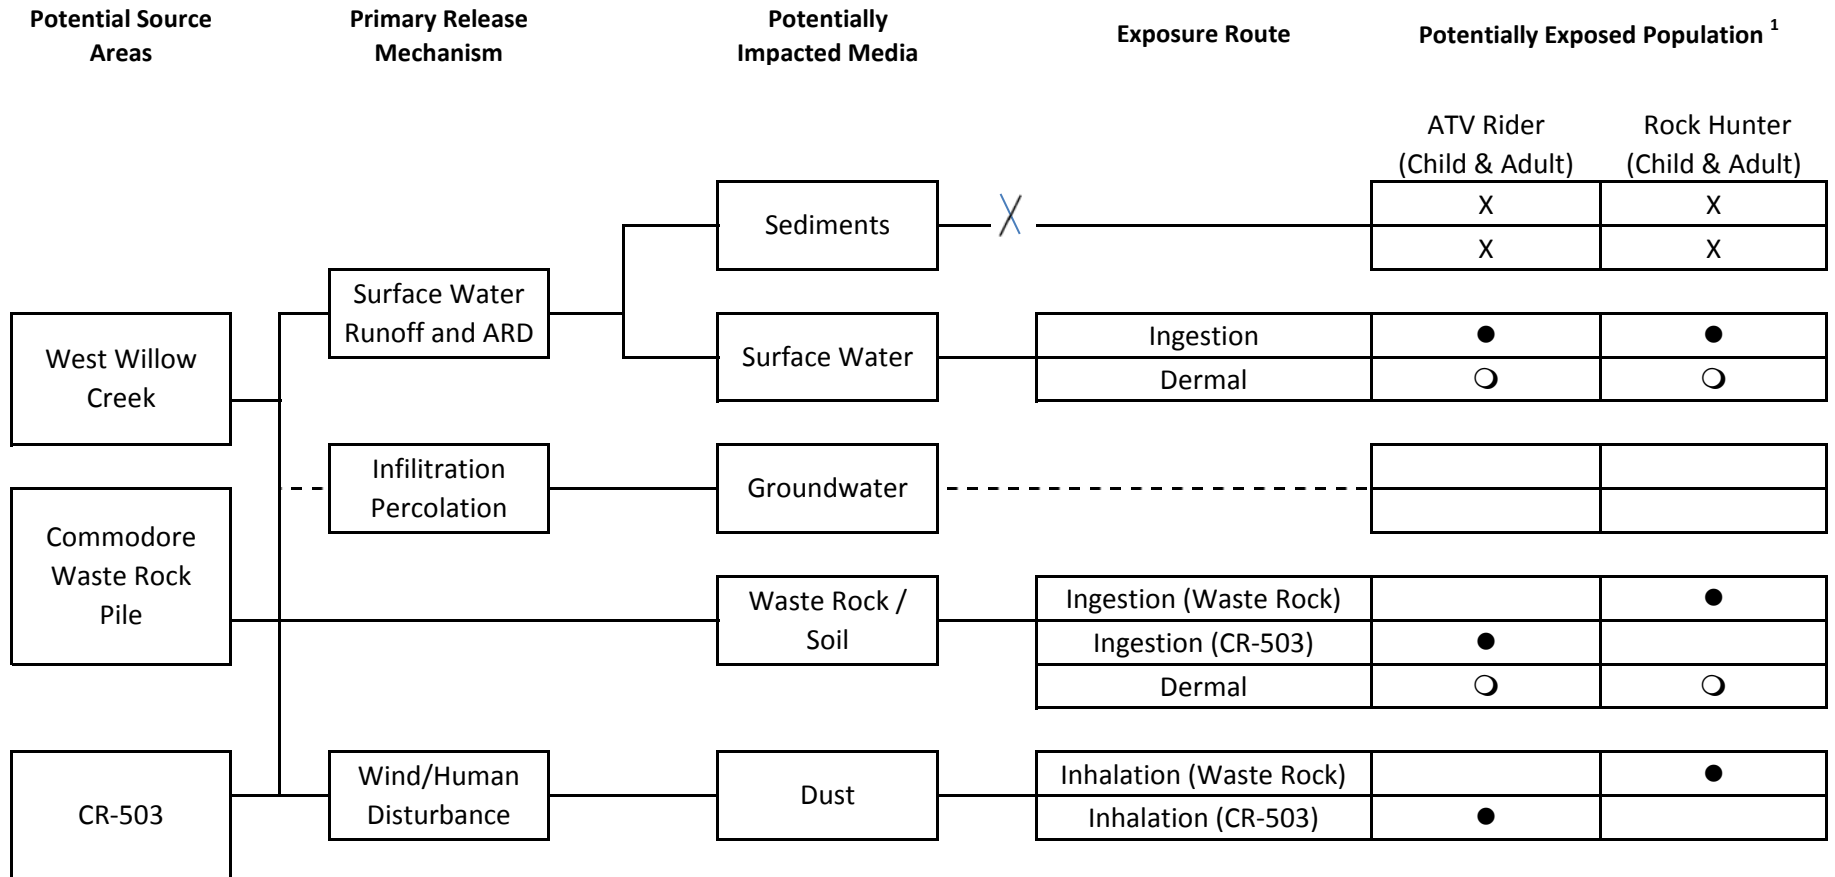 Potential Source
Areas
Primary Release
Mechanism
Potentially
Impacted Media
Exposure Route
Potentially Exposed Population 1
ATV Rider
(Child & Adult)
Rock Hunter
(Child & Adult)
Sediments
X
X
X
X
X
Surface Water
Runoff and ARD
West Willow
Creek
Surface Water
Ingestion
●
●
Dermal
❍
❍
Infilitration
Percolation
Groundwater
Commodore
Waste Rock
Pile
Waste Rock /
Soil
Ingestion (Waste Rock)
●
Ingestion (CR-503)
●
Dermal
❍
❍
CR-503
Wind/Human
Disturbance
Dust
Inhalation (Waste Rock)
●
Inhalation (CR-503)
●